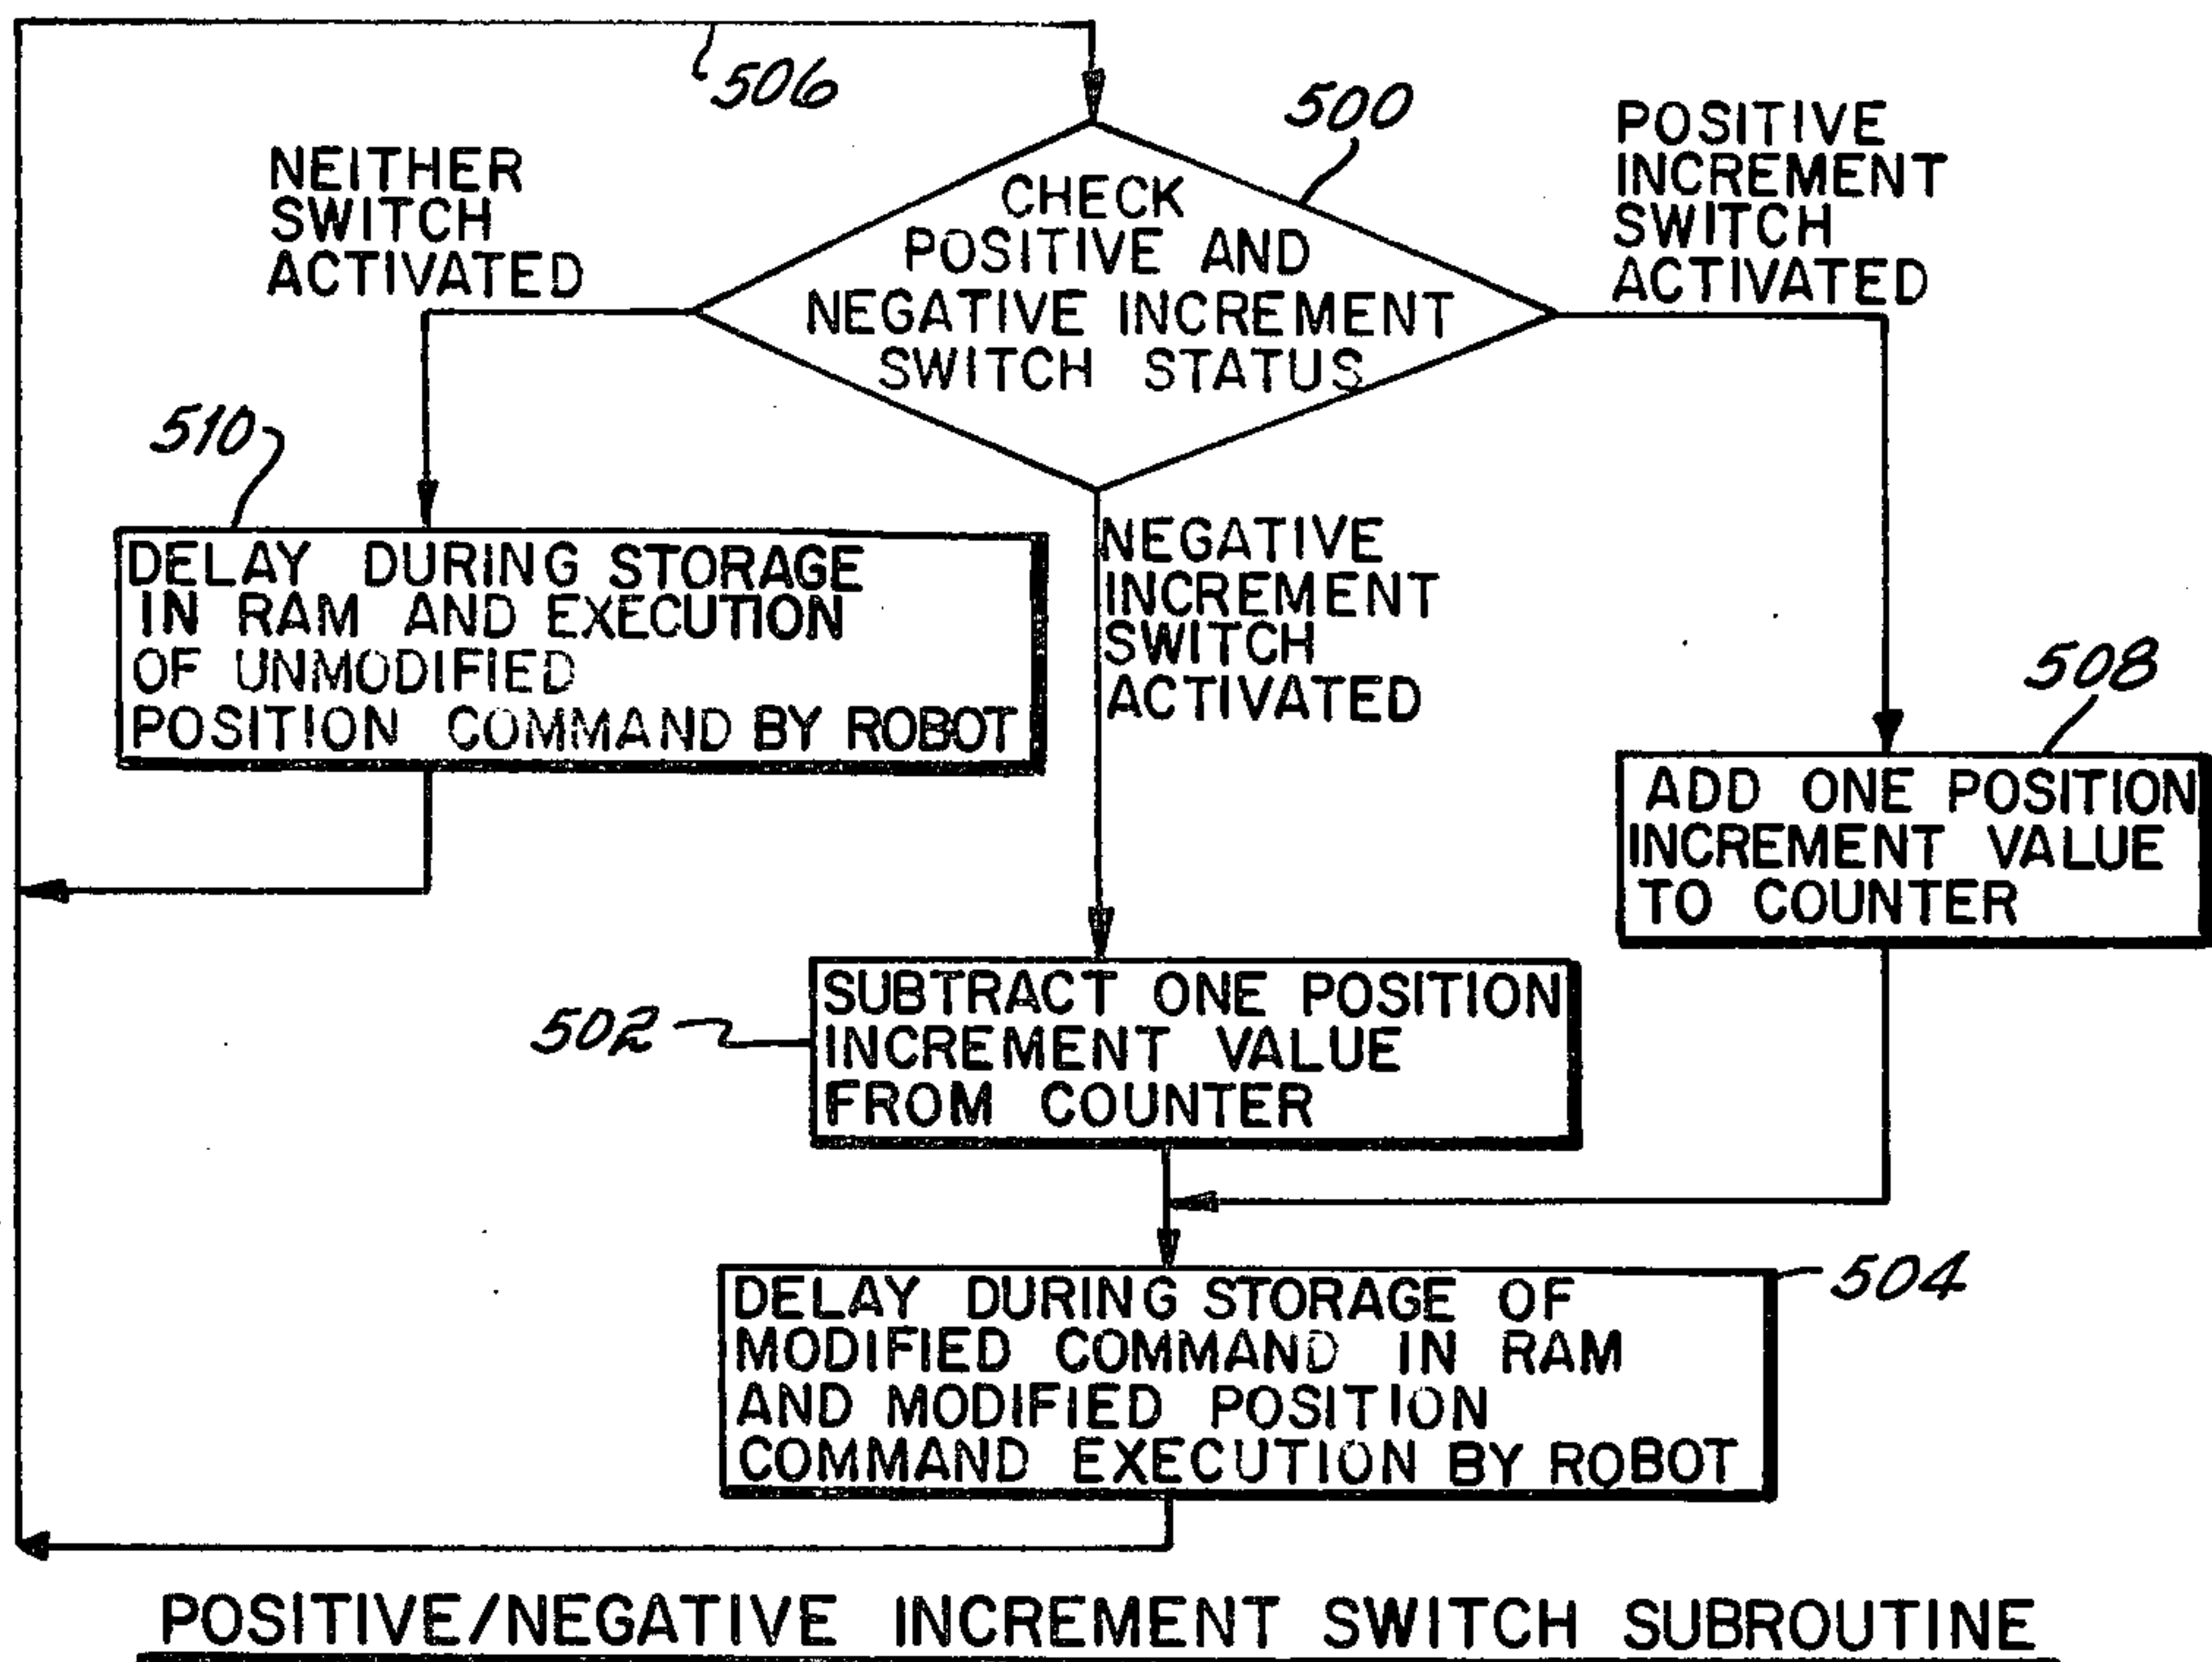 506
500
NEITHER
SWITCH
ACTIVATED
CHECK
POSITIVE AND
NEGATIVE INCREMENT
SWITCH STATUS
POSITIVE
INCREMENT
SWITCH
ACTIVATED
510
DELAY DURING STORAGE
IN RAM AND EXECUTION
OF UNMODIFIED
POSITION COMMAND BY ROBOT
NEGATIVE
INCREMENT
SWITCH
ACTIVATED
508
ADD ONE POSITION
INCREMENT VALUE
TO COUNTER
502
SUBTRACT ONE POSITION
INCREMENT VALUE
FROM COUNTER
504
DELAY DURING STORAGE OF
MODIFIED COMMAND IN RAM
AND MODIFIED POSITION
COMMAND EXECUTION BY ROBOT
POSITIVE/NEGATIVE INCREMENT SWITCH SUBROUTINE